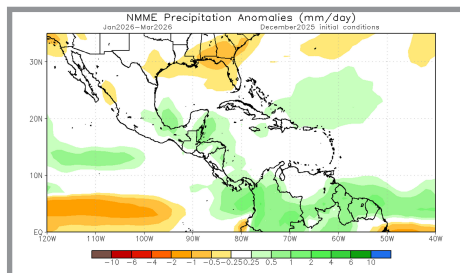 NMME Precipitation Anomalies (mm/day)
Jan2026-Mar2026 December2025 initial conditions
30N
20N
10N
EQ
120W 110W 100W 90W 80W 70W 60W 50W 40W
-10 -6 -4 -2 -1 -0.5-0.250.25 0.5 1 2 4 6 10